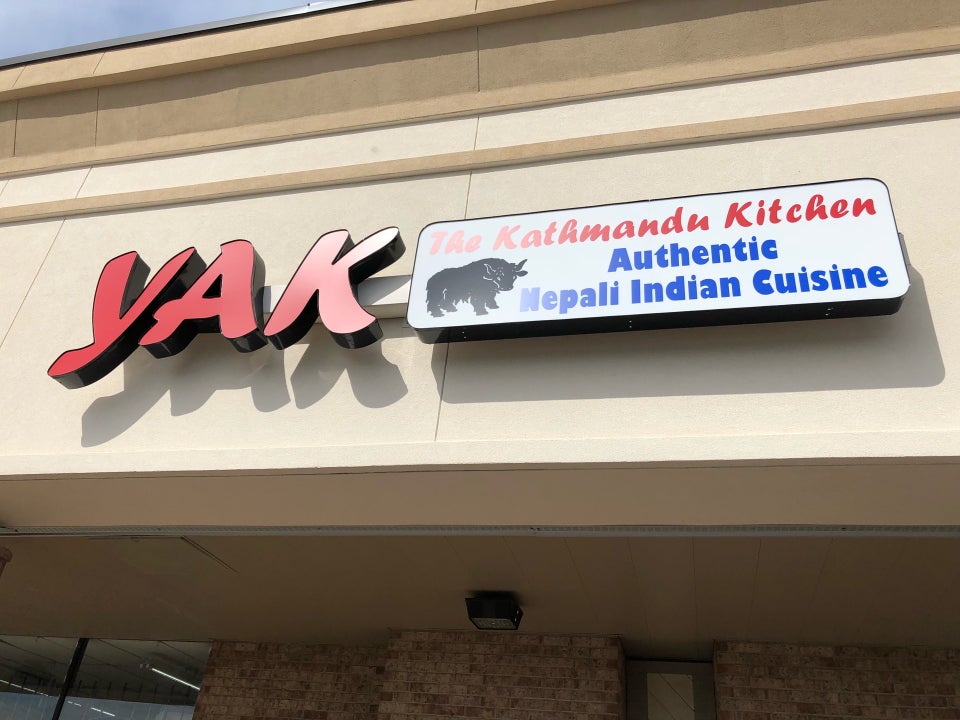 YAK
The Kathmandu Kitchen
Authentic
Nepali Indian Cuisine